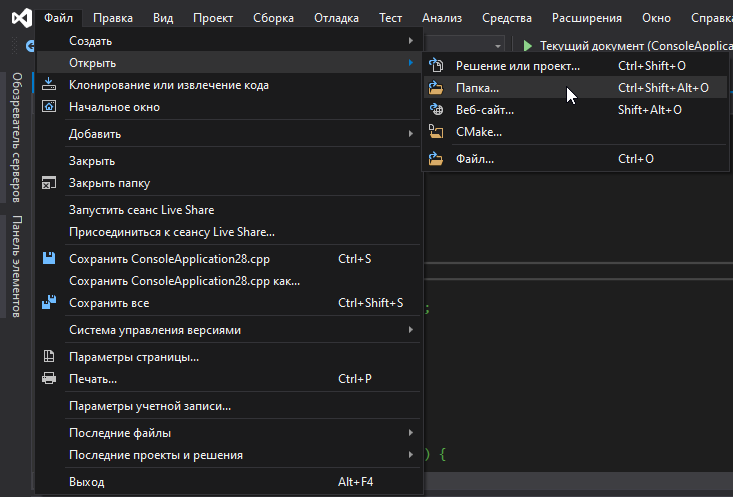 Файл Правка Вид Проект Сборка Отладка Тест Анализ Средства Расширения Окно Справка
Текущий документ (ConsoleApplica
Создать
Открыть
Клонирование или извлечение кода
Начальное окно
Добавить
Закрыть
Закрыть папку
Запустить сеанс Live Share
Присоединиться к сеансу Live Share...
Сохранить ConsoleApplication28.cpp Ctrl+S
Сохранить ConsoleApplication28.cpp как...
Сохранить все Ctrl+Shift+S
Система управления версиями
Параметры страницы...
Печать... Ctrl+P
Параметры учетной записи...
Последние файлы
Последние проекты и решения
Выход Alt+F4
Решение или проект... Ctrl+Shift+O
Папка... Ctrl+Shift+Alt+O
Веб-сайт... Shift+Alt+O
CMake...
Файл... Ctrl+O
Обозреватель серверов
Панель элементов
;
) {